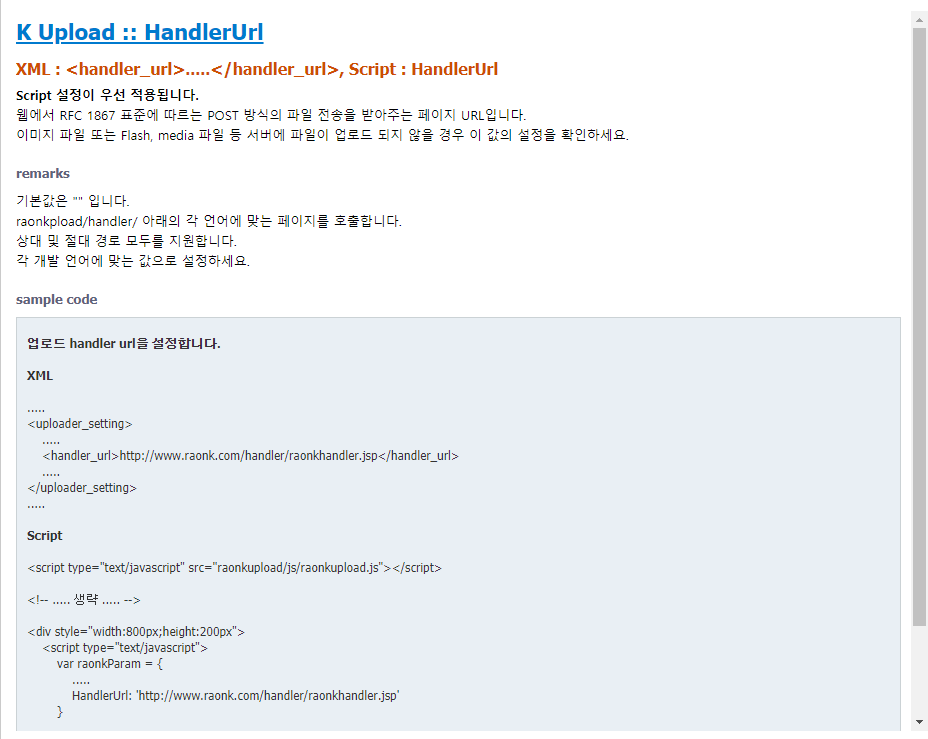 K Upload :: HandlerUrl
XML : <handler_url>.....</handler_url>, Script : HandlerUrl
Script 설정이 우선 적용됩니다.
웹에서 RFC 1867 표준에 따르는 POST 방식의 파일 전송을 받아주는 페이지 URL입니다.
이미지 파일 또는 Flash, media 파일 등 서버에 파일이 업로드 되지 않을 경우 이 값의 설정을 확인하세요.
remarks
기본값은 "" 입니다.
raonkpload/handler/ 아래의 각 언어에 맞는 페이지를 호출합니다.
상대 및 절대 경로 모두를 지원합니다.
각 개발 언어에 맞는 값으로 설정하세요.
sample code
업로드 handler url을 설정합니다.
XML
.....
<uploader_setting>
.....
<handler_url>http://www.raonk.com/handler/raonkhandler.jsp</handler_url>
.....
</uploader_setting>
.....
Script
<script type="text/javascript" src="raonkupload/js/raonkupload.js"></script>
<!-- ..... 생략 ..... -->
<div style="width:800px;height:200px">
<script type="text/javascript">
var raonkParam = {
.....
HandlerUrl: 'http://www.raonk.com/handler/raonkhandler.jsp'
}